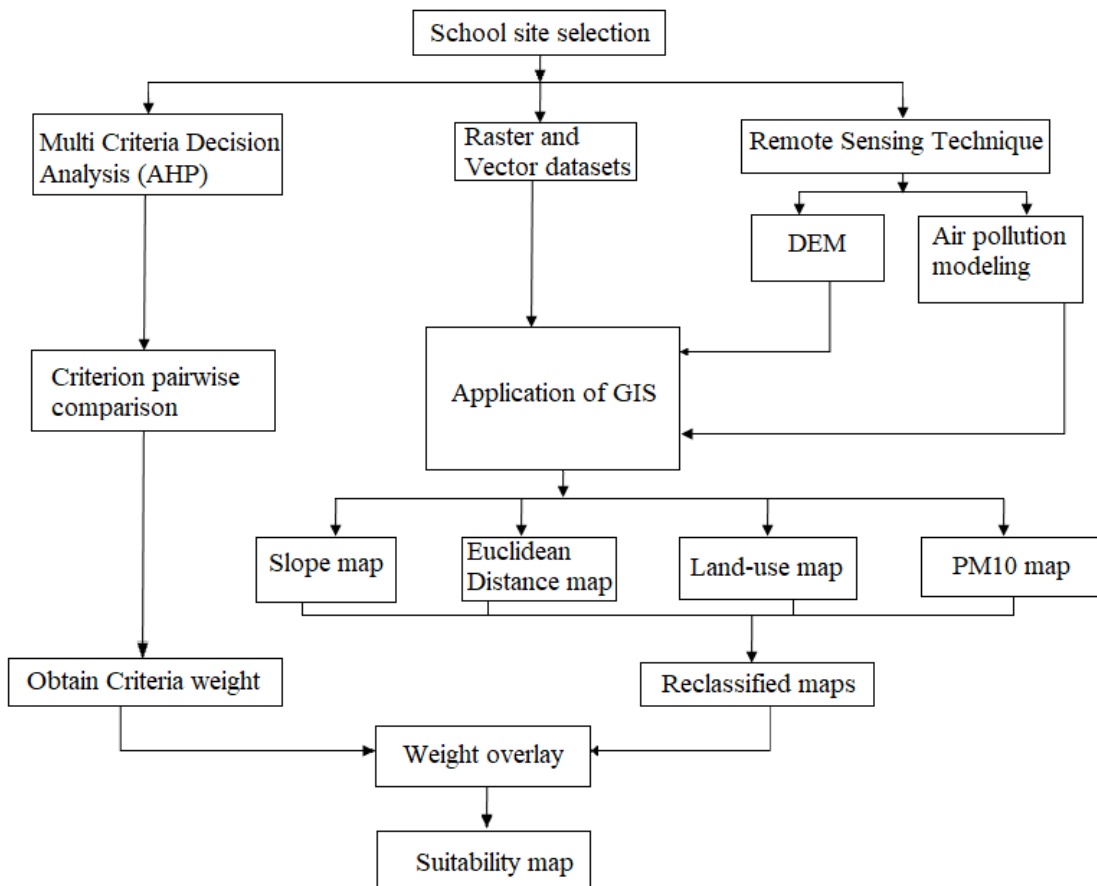 School site selection
Multi Criteria Decision
Analysis (AHP)
Raster and
Vector datasets
Remote Sensing Technique
DEM
Air pollution
modeling
Criterion pairwise
comparison
Application of GIS
Slope map
Euclidean
Distance map
Land-use map
PM10 map
Obtain Criteria weight
Reclassified maps
Weight overlay
Suitability map